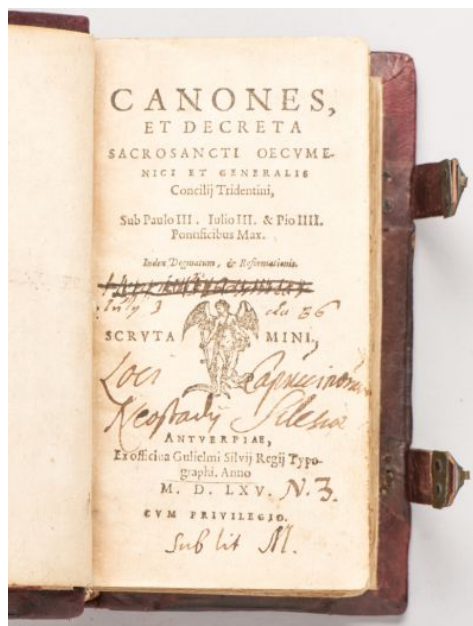 CANONES,
ET DECRETA
SACROSANCTI OECVME-
NICI ET GENERALIS
Concilij Tridentini,
Sub Paulo III. Iulio III. & Pio IIII.
Pontificibus Max.
Index Dogmatum, & Reformationis.
SCRVTA MINI,
Loci Capucinorum
Neostadij Silesia
ANTVERPIAE,
Ex officina Gulielmi Silvij Regij Typo-
graphi. Anno
M. D. LXV. N. 3.
CVM PRIVILEGIO.
Sub lit M.